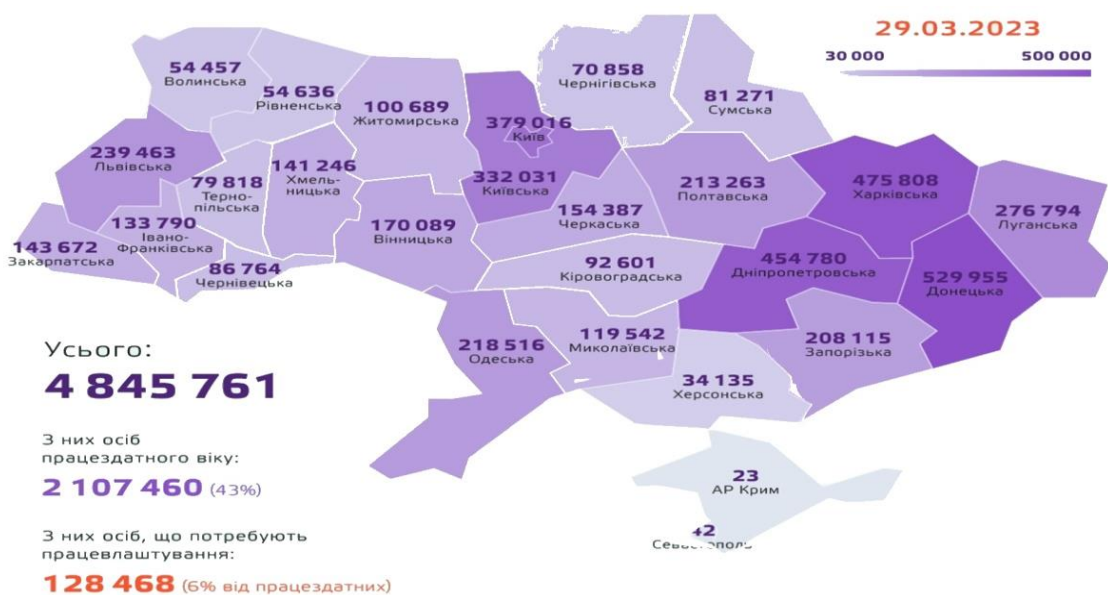 29.03.2023
30 000 500 000
54 457
Волинська
54 636
Рівненська
100 689
Житомирська
379 016
Київ
70 858
Чернігівська
81 271
Сумська
239 463
Львівська
79 818
Терно-
пільська
141 246
Хмель-
ницька
332 031
Київська
154 387
Черкаська
213 263
Полтавська
475 808
Харківська
276 794
Луганська
143 672
Закарпатська
133 790
Івано-
Франківська
86 764
Чернівецька
170 089
Вінницька
92 601
Кіровоградська
454 780
Дніпропетровська
529 955
Донецька
218 516
Одеська
119 542
Миколаївська
208 115
Запорізька
34 135
Херсонська
23
АР Крим
42
Севастополь
Усього:
4 845 761
З них осіб
працездатного віку:
2 107 460 (43%)
З них осіб, що потребують
працевлаштування:
128 468 (6% від працездатних)